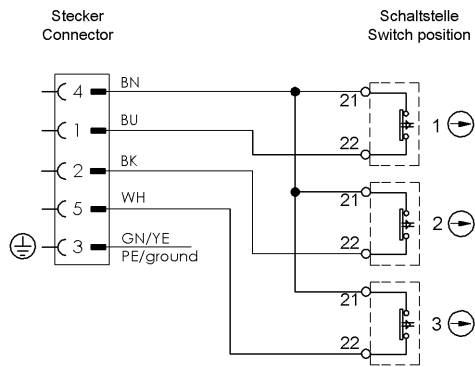 Stecker
Connector
Schaltstelle
Switch position
4 BN
21
1 BU
22
1
2 BK
21
5 WH
22
2
3 GN/YE
PE/ground
21
22
3